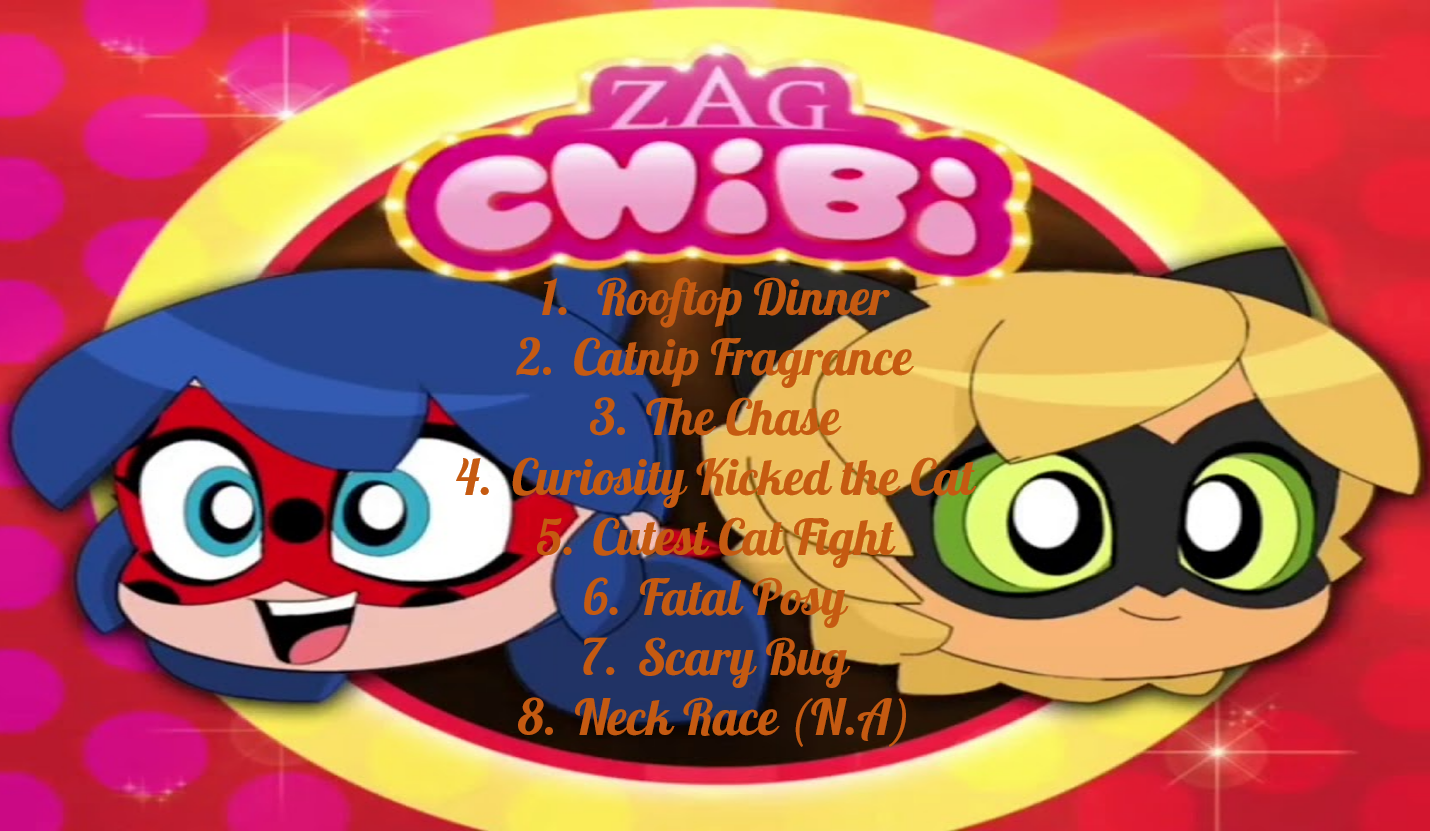 ZAG
CHiBi
1. Rooftop Dinner
2. Catnip Fragrance
3. The Chase
4. Curiosity Kicked the Cat
5. Cutest Cat Fight
6. Fatal Posy
7. Scary Bug
8. Neck Race (N.A)